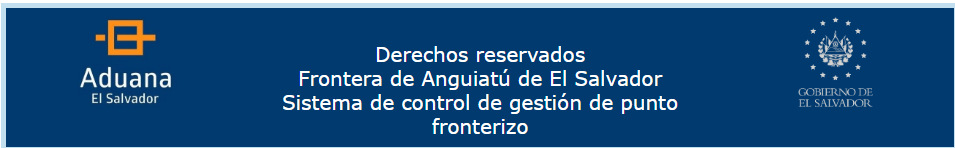 Aduana
El Salvador
Derechos reservados
Frontera de Anguiatú de El Salvador
Sistema de control de gestión de punto
fronterizo
GOBIERNO DE
EL SALVADOR